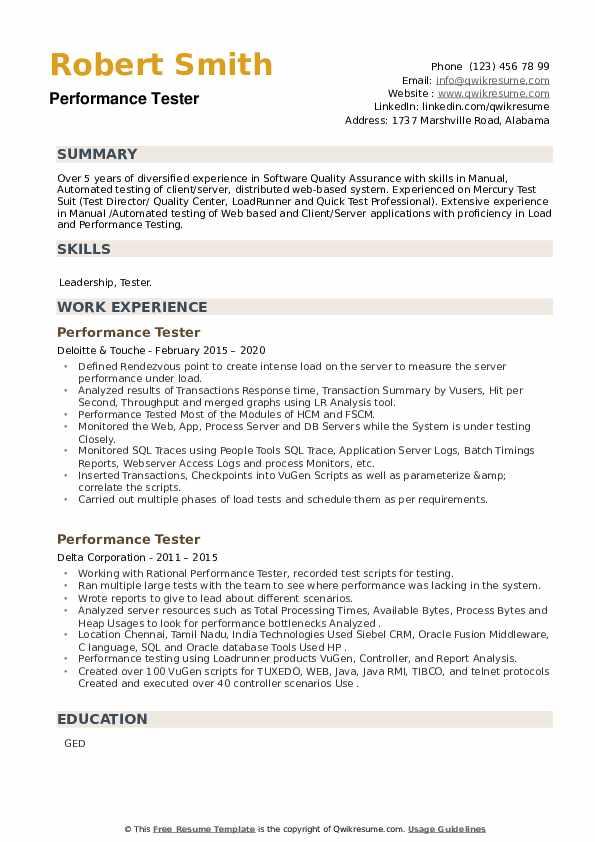 Robert Smith
Performance Tester
Phone (123) 456 78 99
Email: info@qwikresume.com
Website : www.qwikresume.com
LinkedIn: linkedin.com/qwikresume
Address: 1737 Marshville Road, Alabama
SUMMARY
Over 5 years of diversified experience in Software Quality Assurance with skills in Manual,
Automated testing of client/server, distributed web-based system. Experienced on Mercury Test
Suit (Test Director/ Quality Center, LoadRunner and Quick Test Professional). Extensive experience
in Manual /Automated testing of Web based and Client/Server applications with proficiency in Load
and Performance Testing.
SKILLS
Leadership, Tester.
WORK EXPERIENCE
Performance Tester
Deloitte & Touche - February 2015 – 2020
• Defined Rendezvous point to create intense load on the server to measure the server
performance under load.
• Analyzed results of Transactions Response time, Transaction Summary by Vusers, Hit per
Second, Throughput and merged graphs using LR Analysis tool.
• Performance Tested Most of the Modules of HCM and FSCM.
• Monitored the Web, App, Process Server and DB Servers while the System is under testing
Closely.
• Monitored SQL Traces using People Tools SQL Trace, Application Server Logs, Batch Timings
Reports, Webserver Access Logs and process Monitors, etc.
• Inserted Transactions, Checkpoints into VuGen Scripts as well as parameterize &amp;
correlate the scripts.
• Carried out multiple phases of load tests and schedule them as per requirements.
Performance Tester
Delta Corporation - 2011 – 2015
• Working with Rational Performance Tester, recorded test scripts for testing.
• Ran multiple large tests with the team to see where performance was lacking in the system.
• Wrote reports to give to lead about different scenarios.
• Analyzed server resources such as Total Processing Times, Available Bytes, Process Bytes and
Heap Usages to look for performance bottlenecks Analyzed .
• Location Chennai, Tamil Nadu, India Technologies Used Siebel CRM, Oracle Fusion Middleware,
C language, SQL and Oracle database Tools Used HP .
• Performance testing using Loadrunner products VuGen, Controller, and Report Analysis.
• Created over 100 VuGen scripts for TUXEDO, WEB, Java, Java RMI, TIBCO, and telnet protocols
Created and executed over 40 controller scenarios Use .
EDUCATION
GED
© This Free Resume Template is the copyright of Qwikresume.com. Usage Guidelines